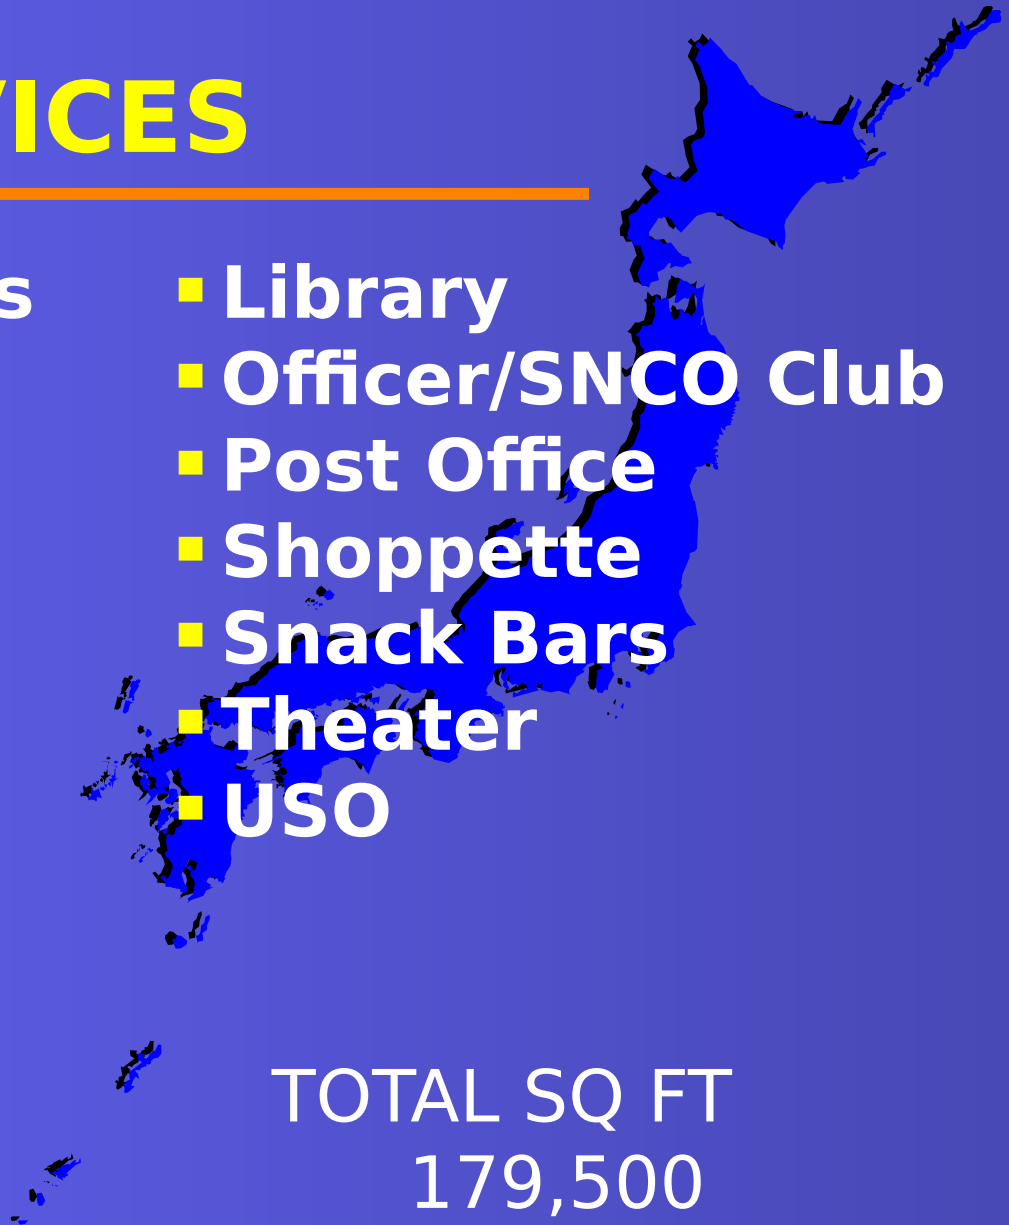 VICES
s
Library
Officer/SNCO Club
Post Office
Shoppette
Snack Bars
Theater
USO
TOTAL SQ FT
179,500